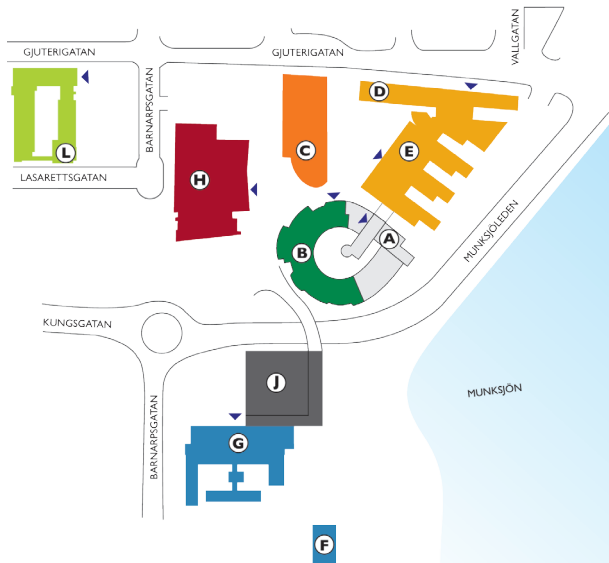 VALLGATAN
GJUTERIGATAN
GJUTERIGATAN
BARNARPSGATAN
D
L
C
E
LASARETTSGATAN
H
MUNKSJÖLEDEN
A
B
KUNGSGATAN
J
MUNKSJÖN
BARNARPSGATAN
G
F